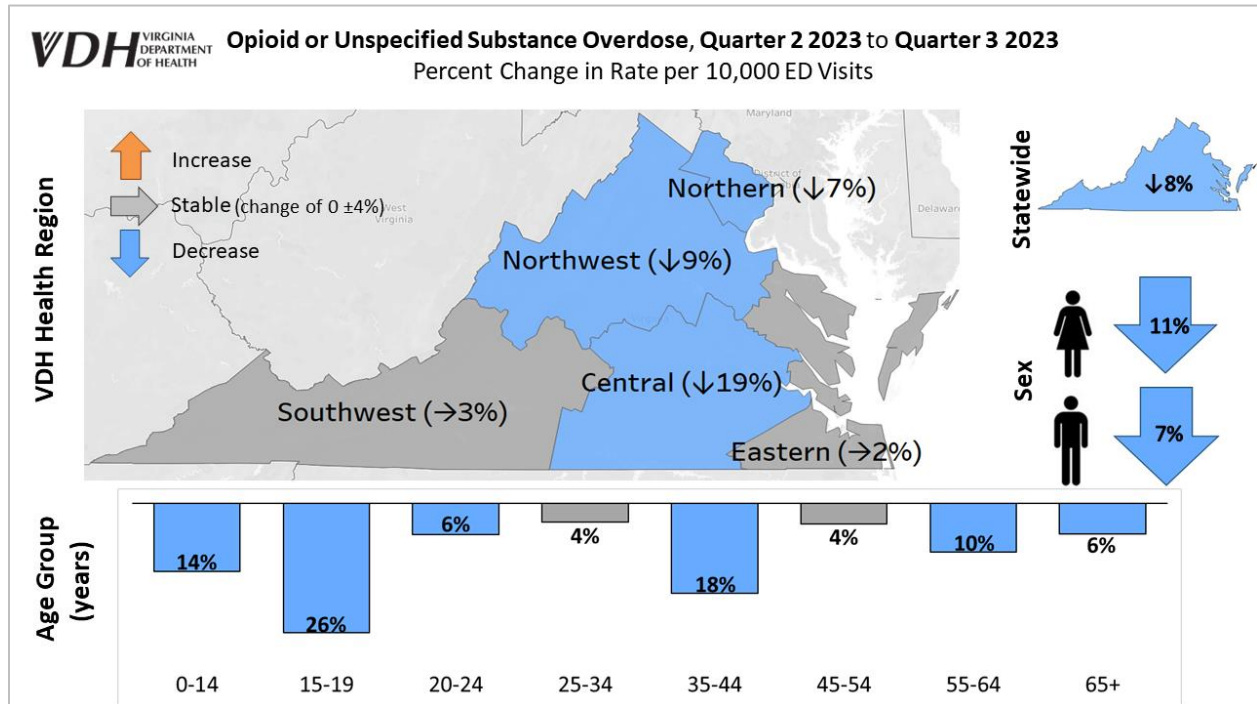 VDH VIRGINIA
DEPARTMENT
OF HEALTH
Opioid or Unspecified Substance Overdose, Quarter 2 2023 to Quarter 3 2023
Percent Change in Rate per 10,000 ED Visits
VDH Health Region
Increase
Stable (change of 0 ±4%)
Decrease
West
Virginia
Maryland
District of
Delaware
Northern (↓7%)
Northwest (↓9%)
Central (↓19%)
Southwest (→3%)
Eastern (→2%)
Statewide
↓8%
Sex
11%
7%
Age Group
(years)
14%
26%
6%
4%
18%
4%
10%
6%
0-14
15-19
20-24
25-34
35-44
45-54
55-64
65+